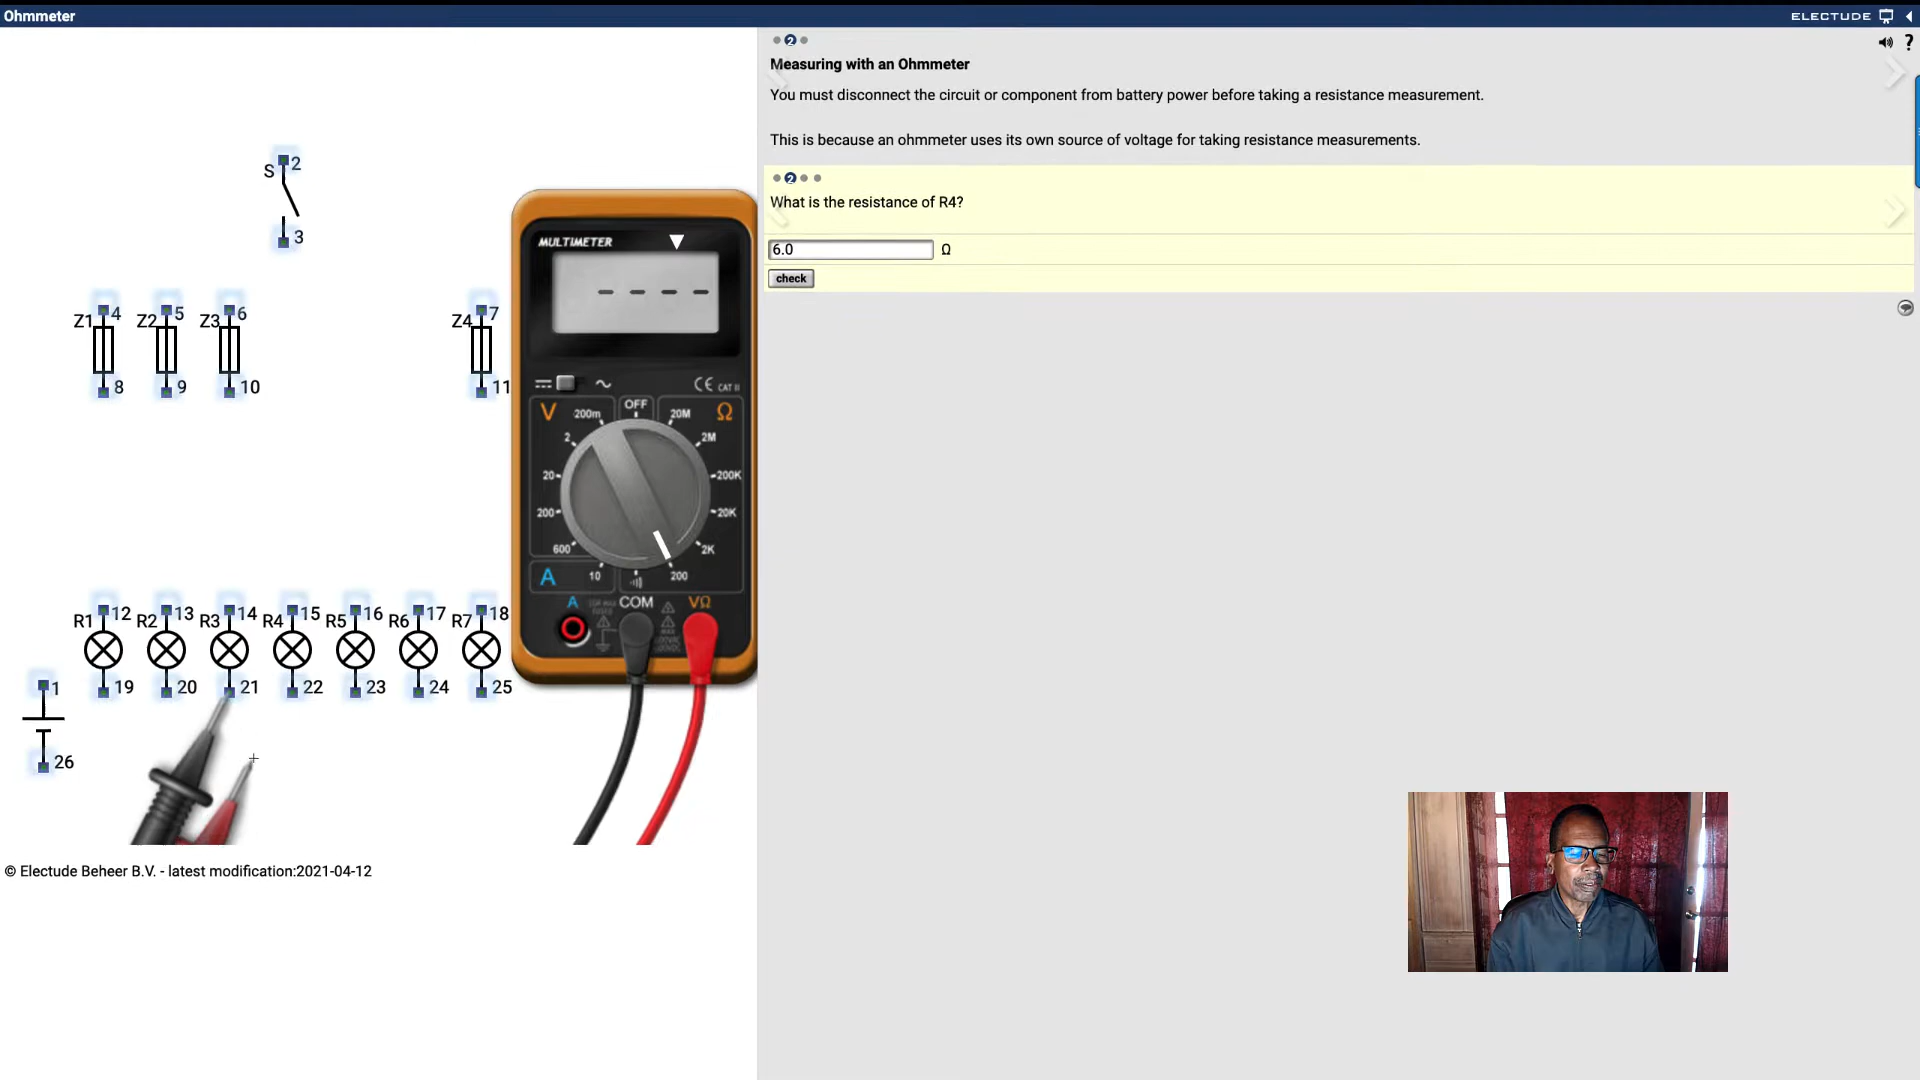 Ohmmeter
ELECTUDE
2
?
Measuring with an Ohmmeter
You must disconnect the circuit or component from battery power before taking a resistance measurement.
This is because an ohmmeter uses its own source of voltage for taking resistance measurements.
2
What is the resistance of R4?
6.0 Ω
check
S 2
3
Z1 4 Z2 5 Z3 6 Z4 7
8 9 10 11
MULTIMETER
- - - -
CE CAT II
V 200m OFF 20M Ω
2 2M
20 200K
200 20K
600 2K
A 10 200
A COM VΩ
R1 12 R2 13 R3 14 R4 15 R5 16 R6 17 R7 18
19 20 21 22 23 24 25
1
26
© Electude Beheer B.V. - latest modification:2021-04-12